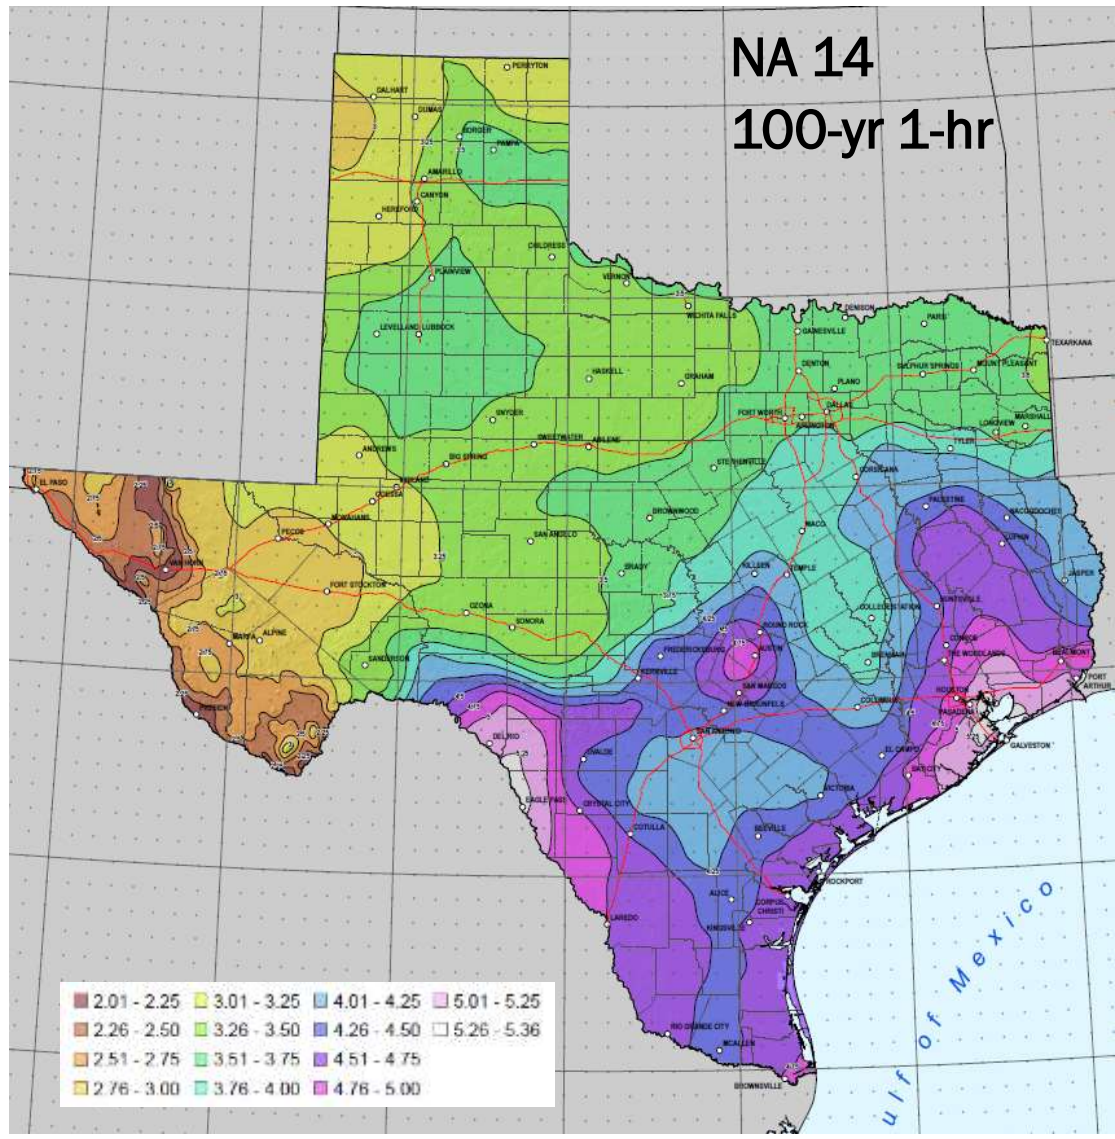 NA 14
100-yr 1-hr
PERRYTON
DALHART
DUMAS
BORGER
PAMPA
AMARILLO
CANYON
HEREFORD
CHILDRESS
PLAINVIEW
VERNON
WICHITA FALLS
DENISON
PARIS
GAINESVILLE
TEXARKANA
LEVELLAND
LUBBOCK
DENTON
SULPHUR SPRINGS
MOUNT PLEASANT
HASKELL
GRAHAM
PLANO
SNYDER
FORT WORTH
DALLAS
ARLINGTON
MARSHALL
LONGVIEW
SWEETWATER
ABILENE
TYLER
ANDREWS
BIG SPRING
STEPHENVILLE
CORSICANA
EL PASO
MIDLAND
ODESSA
PALESTINE
MONAHANS
BROWNWOOD
NACOGDOCHES
PECOS
WACO
SAN ANGELO
LUFKIN
VAN HORN
BRADY
KILLEEN
TEMPLE
JASPER
FORT STOCKTON
OZONA
SONORA
COLLEGE STATION
HUNTSVILLE
MARFA
ALPINE
ROUND ROCK
CONROE
SANDERSON
FREDERICKSBURG
AUSTIN
BRENHAM
THE WOODLANDS
BEAUMONT
KERRVILLE
PORT
ARTHUR
SAN MARCOS
NEW BRAUNFELS
COLUMBUS
HOUSTON
PASADENA
PRESIDIO
DEL RIO
SAN ANTONIO
GALVESTON
UVALDE
EL CAMPO
BAY CITY
EAGLE PASS
CRYSTAL CITY
VICTORIA
COTULLA
BEEVILLE
ROCKPORT
ALICE
CORPUS
CHRISTI
LAREDO
KINGSVILLE
RIO GRANDE CITY
MCALLEN
BROWNSVILLE
ulf of Mexico
2.01 - 2.25
2.26 - 2.50
2.51 - 2.75
2.76 - 3.00
3.01 - 3.25
3.26 - 3.50
3.51 - 3.75
3.76 - 4.00
4.01 - 4.25
4.26 - 4.50
4.51 - 4.75
4.76 - 5.00
5.01 - 5.25
5.26 - 5.36